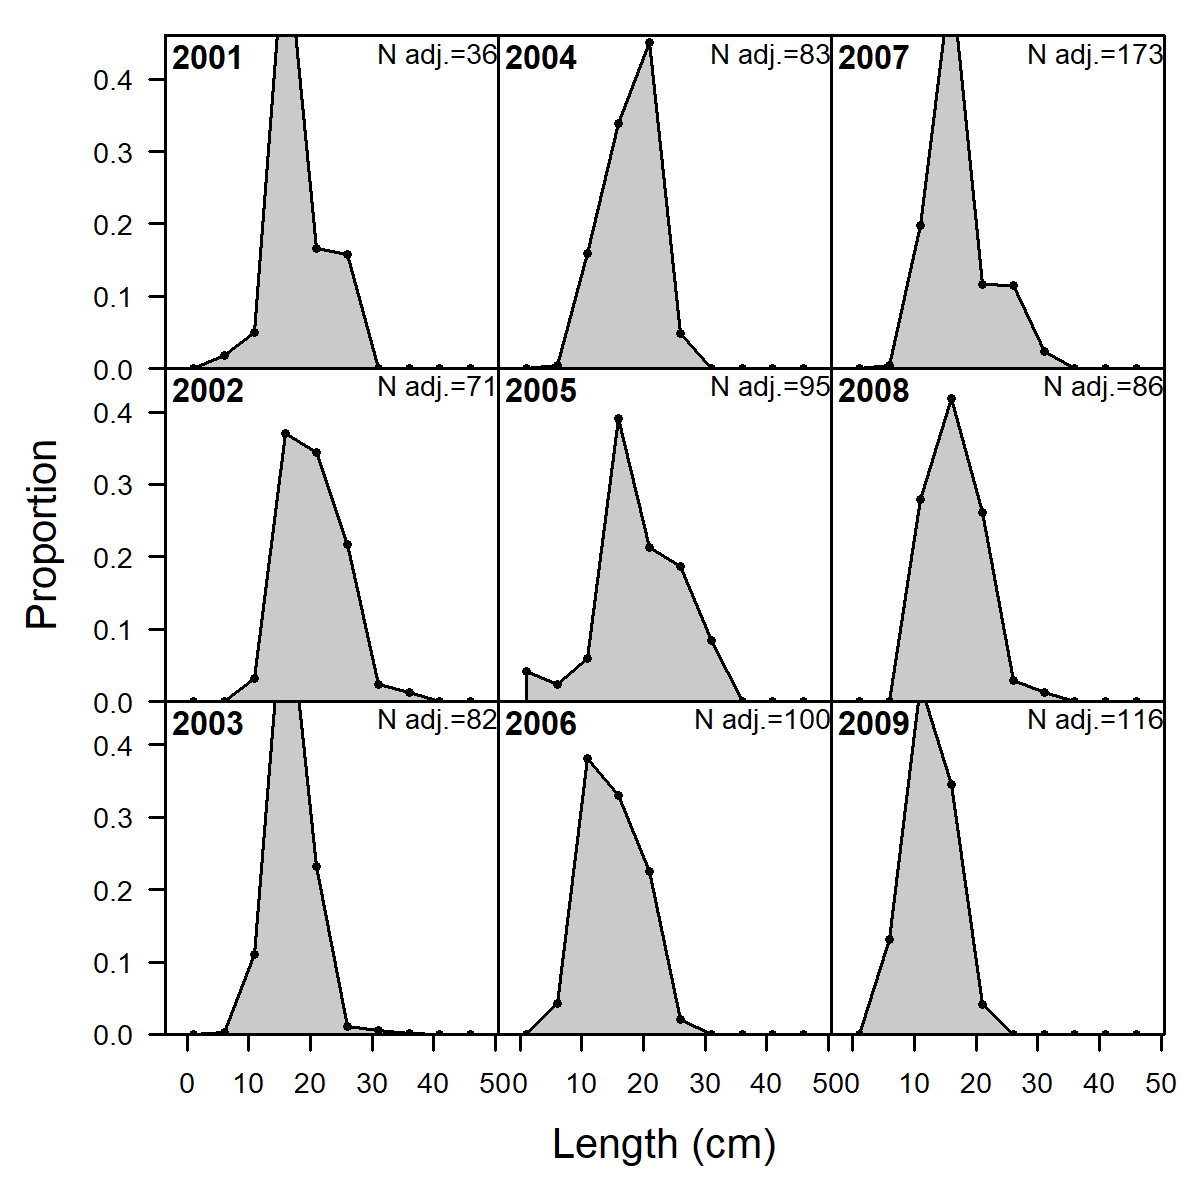 2001 N adj.=36
2004 N adj.=83
2007 N adj.=173
0.4
0.3
0.2
0.1
0.0
2002 N adj.=71
2005 N adj.=95
2008 N adj.=86
0.4
0.3
0.2
0.1
0.0
2003 N adj.=82
2006 N adj.=100
2009 N adj.=116
0.4
0.3
0.2
0.1
0.0
0 10 20 30 40 50
0 10 20 30 40 50
0 10 20 30 40 50
Proportion
Length (cm)